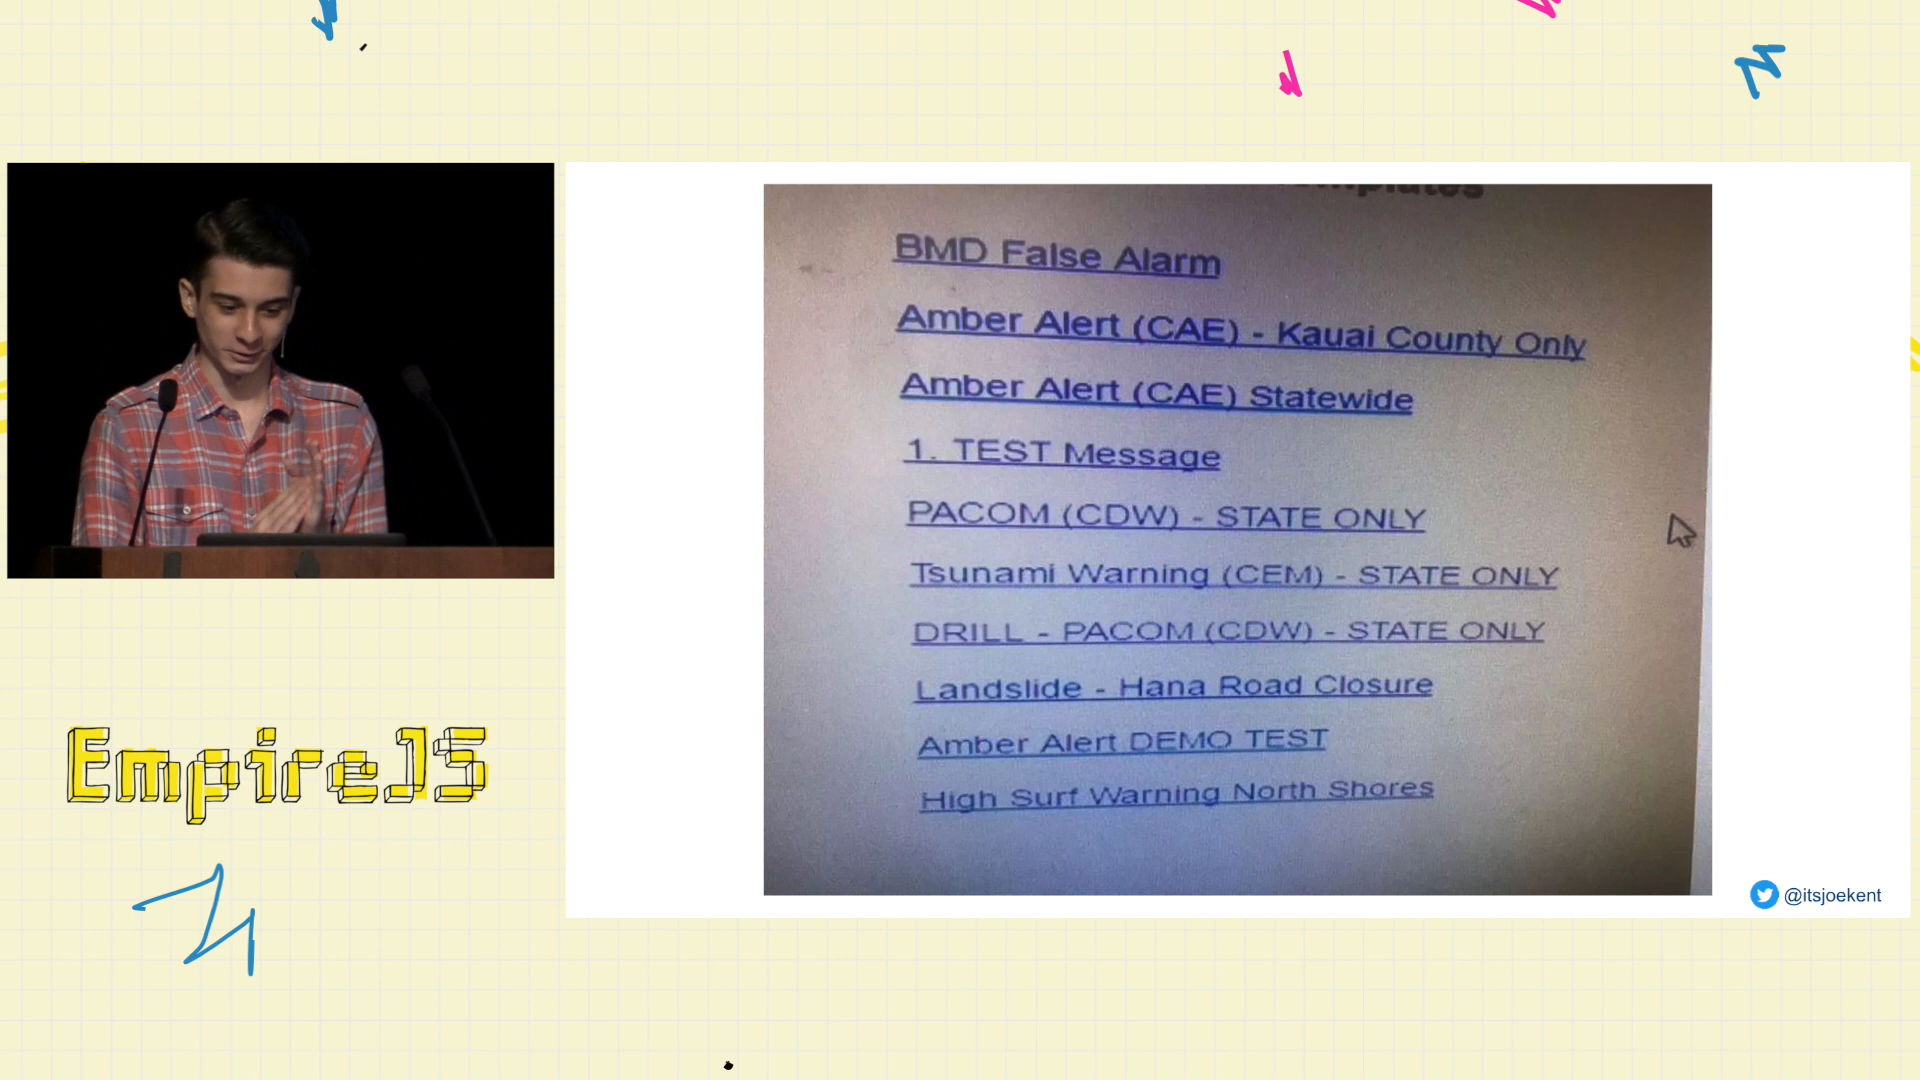 BMD False Alarm
Amber Alert (CAE) - Kauai County Only
Amber Alert (CAE) Statewide
1. TEST Message
PACOM (CDW) - STATE ONLY
Tsunami Warning (CEM) - STATE ONLY
DRILL - PACOM (CDW) - STATE ONLY
Landslide - Hana Road Closure
Amber Alert DEMO TEST
High Surf Warning North Shores
@itsjoekent
EmpireJS